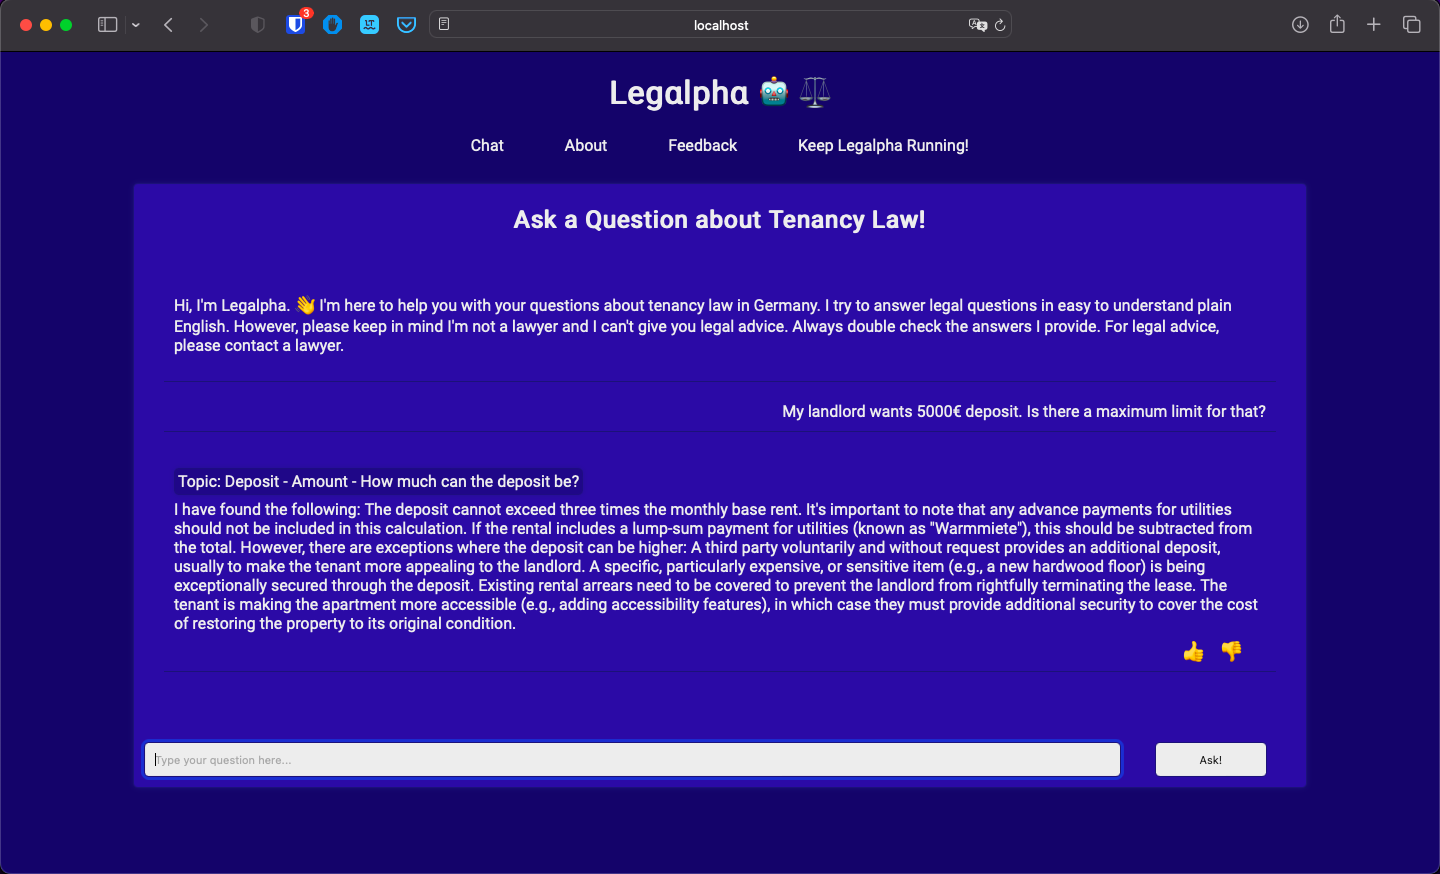 3
localhost
Legalpha 🤖 ⚖️
Chat About Feedback Keep Legalpha Running!
Ask a Question about Tenancy Law!
Hi, I'm Legalpha. 👋 I'm here to help you with your questions about tenancy law in Germany. I try to answer legal questions in easy to understand plain
English. However, please keep in mind I'm not a lawyer and I can't give you legal advice. Always double check the answers I provide. For legal advice,
please contact a lawyer.
My landlord wants 5000€ deposit. Is there a maximum limit for that?
Topic: Deposit - Amount - How much can the deposit be?
I have found the following: The deposit cannot exceed three times the monthly base rent. It's important to note that any advance payments for utilities
should not be included in this calculation. If the rental includes a lump-sum payment for utilities (known as "Warmmiete"), this should be subtracted from
the total. However, there are exceptions where the deposit can be higher: A third party voluntarily and without request provides an additional deposit,
usually to make the tenant more appealing to the landlord. A specific, particularly expensive, or sensitive item (e.g., a new hardwood floor) is being
exceptionally secured through the deposit. Existing rental arrears need to be covered to prevent the landlord from rightfully terminating the lease. The
tenant is making the apartment more accessible (e.g., adding accessibility features), in which case they must provide additional security to cover the cost
of restoring the property to its original condition.
👍 👎
Type your question here...
Ask!